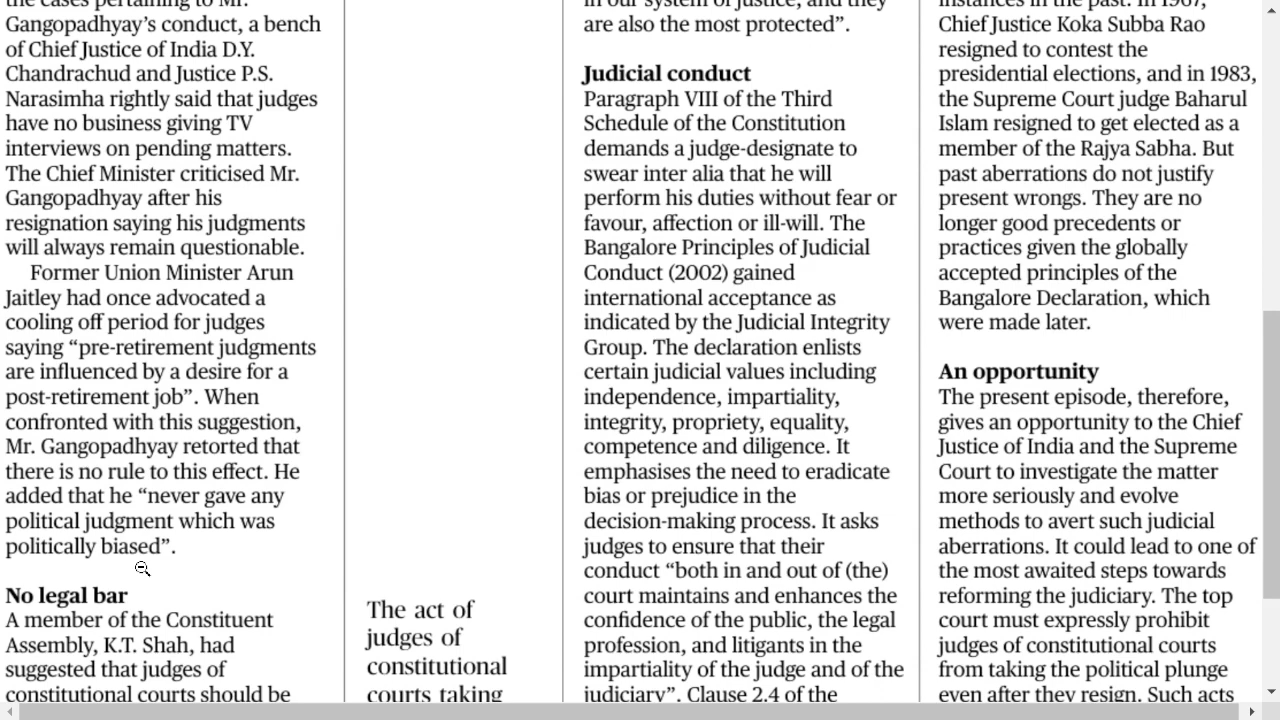 the cases pertaining to Mr.
Gangopadhyay’s conduct, a bench
of Chief Justice of India D.Y.
Chandrachud and Justice P.S.
Narasimha rightly said that judges
have no business giving TV
interviews on pending matters.
The Chief Minister criticised Mr.
Gangopadhyay after his
resignation saying his judgments
will always remain questionable.
Former Union Minister Arun
Jaitley had once advocated a
cooling off period for judges
saying “pre-retirement judgments
are influenced by a desire for a
post-retirement job”. When
confronted with this suggestion,
Mr. Gangopadhyay retorted that
there is no rule to this effect. He
added that he “never gave any
political judgment which was
politically biased”.
No legal bar
A member of the Constituent
Assembly, K.T. Shah, had
suggested that judges of
constitutional courts should be
The act of
judges of
constitutional
courts taking
in our system of justice, and they
are also the most protected”.
Judicial conduct
Paragraph VIII of the Third
Schedule of the Constitution
demands a judge-designate to
swear inter alia that he will
perform his duties without fear or
favour, affection or ill-will. The
Bangalore Principles of Judicial
Conduct (2002) gained
international acceptance as
indicated by the Judicial Integrity
Group. The declaration enlists
certain judicial values including
independence, impartiality,
integrity, propriety, equality,
competence and diligence. It
emphasises the need to eradicate
bias or prejudice in the
decision-making process. It asks
judges to ensure that their
conduct “both in and out of (the)
court maintains and enhances the
confidence of the public, the legal
profession, and litigants in the
impartiality of the judge and of the
judiciary”. Clause 2.4 of the
instances in the past. In 1967,
Chief Justice Koka Subba Rao
resigned to contest the
presidential elections, and in 1983,
the Supreme Court judge Baharul
Islam resigned to get elected as a
member of the Rajya Sabha. But
past aberrations do not justify
present wrongs. They are no
longer good precedents or
practices given the globally
accepted principles of the
Bangalore Declaration, which
were made later.
An opportunity
The present episode, therefore,
gives an opportunity to the Chief
Justice of India and the Supreme
Court to investigate the matter
more seriously and evolve
methods to avert such judicial
aberrations. It could lead to one of
the most awaited steps towards
reforming the judiciary. The top
court must expressly prohibit
judges of constitutional courts
from taking the political plunge
even after they resign. Such acts